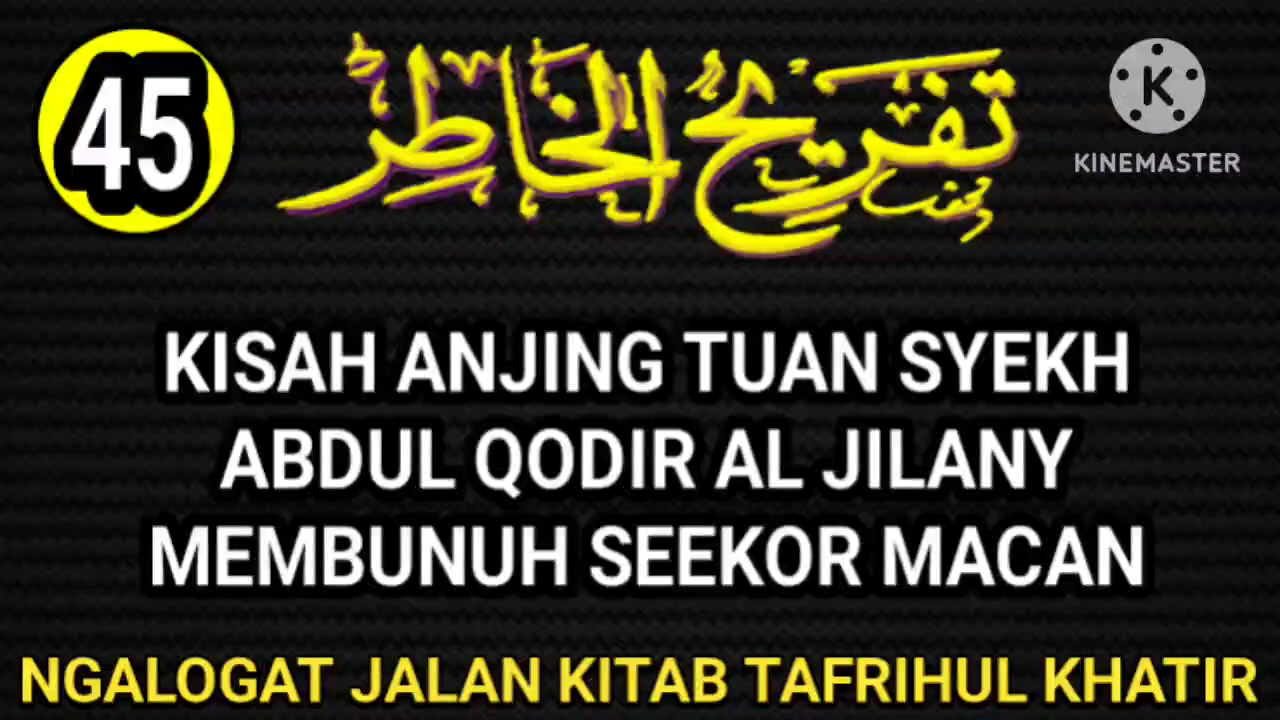 45
تفريح الخاطر
K
KINEMASTER
KISAH ANJING TUAN SYEKH
ABDUL QODIR AL JILANY
MEMBUNUH SEEKOR MACAN
NGALOGAT JALAN KITAB TAFRIHUL KHATIR